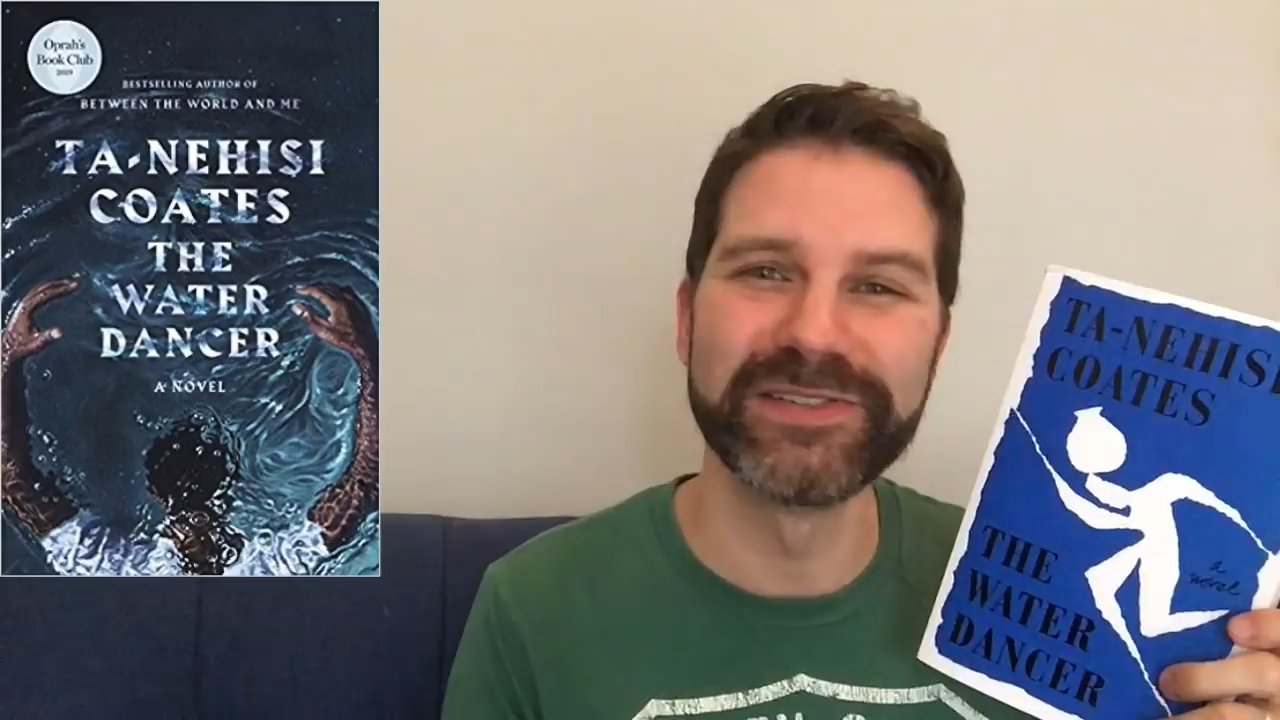 Oprah's
Book Club
2019
BESTSELLING AUTHOR OF
BETWEEN THE WORLD AND ME
TA-NEHISI
COATES
THE
WATER
DANCER
A NOVEL
TA-NEHISI
COATES
a
novel
THE
WATER
DANCER